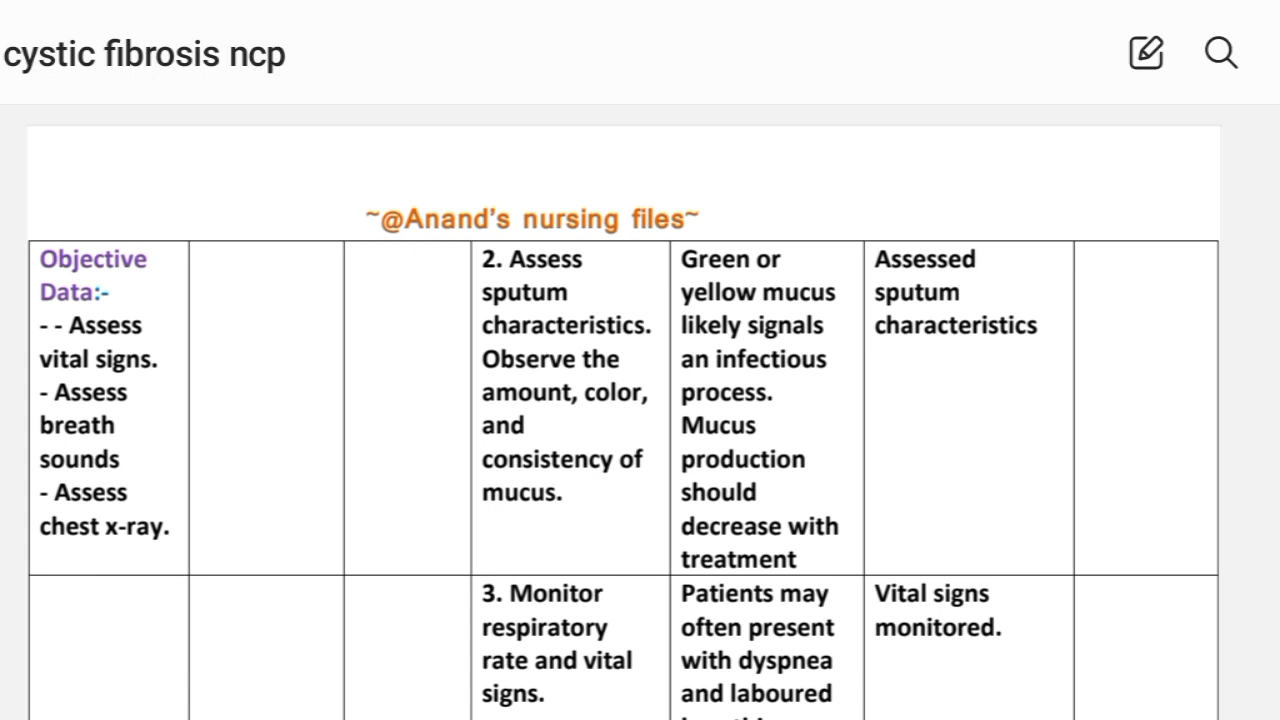 cystic fibrosis ncp
~@Anand's nursing files~
Objective
Data:-
- - Assess
vital signs.
- Assess
breath
sounds
- Assess
chest x-ray.
2. Assess
sputum
characteristics.
Observe the
amount, color,
and
consistency of
mucus.
Green or
yellow mucus
likely signals
an infectious
process.
Mucus
production
should
decrease with
treatment
Assessed
sputum
characteristics
3. Monitor
respiratory
rate and vital
signs.
Patients may
often present
with dyspnea
and laboured
Vital signs
monitored.